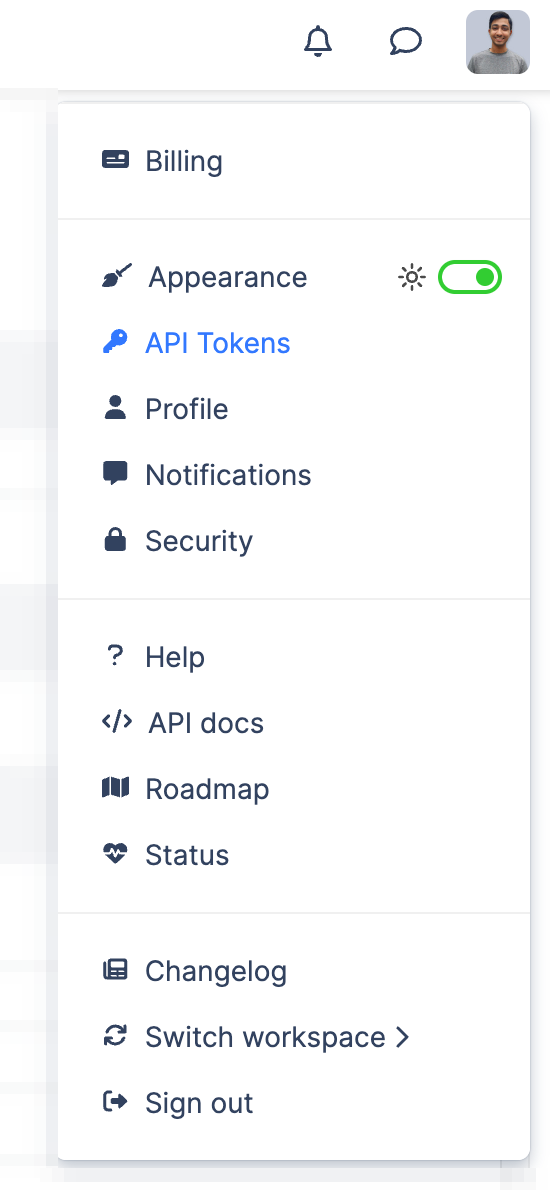 Billing
Appearance
API Tokens
Profile
Notifications
Security
Help
API docs
Roadmap
Status
Changelog
Switch workspace
Sign out